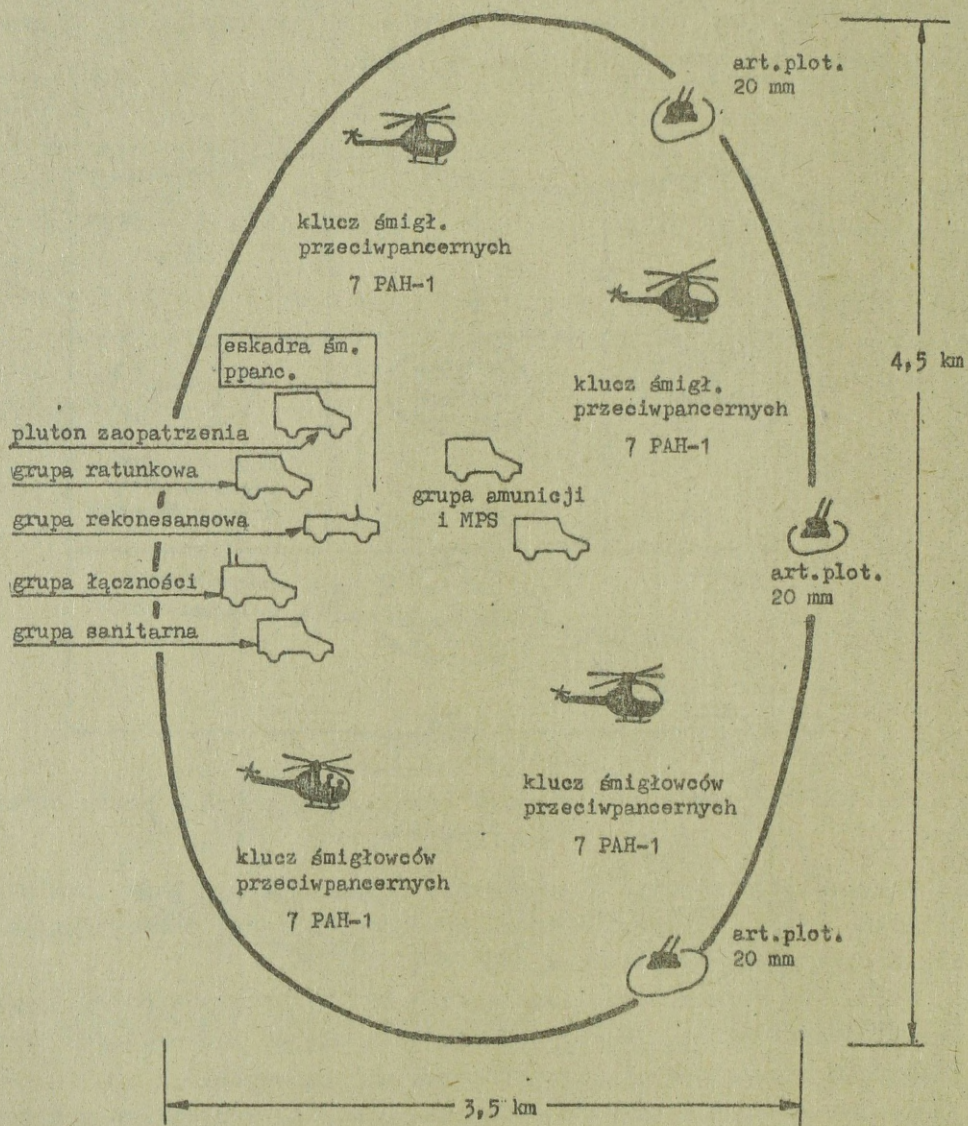 art.plot.
20 mm
klucz śmigł.
przeciwpancernych
7 PAH-1
eskadra śm.
ppanc.
4,5 km
klucz śmigł.
przeciwpancernych
7 PAH-1
pluton zaopatrzenia
grupa ratunkowa
grupa rekonesansową
grupa łączności
grupa sanitarna
grupa amunicji
i MPS
art.plot.
20 mm
klucz śmigłowców
przeciwpancernych
7 PAH-1
klucz śmigłowców
przeciwpancernych
7 PAH-1
art.plot.
20 mm
3,5 km